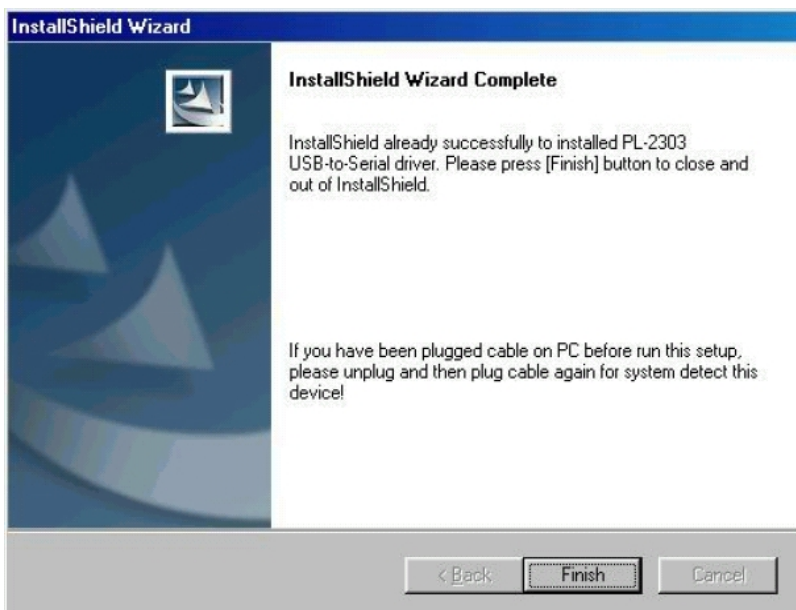 InstallShield Wizard
InstallShield Wizard Complete
InstallShield already successfully to installed PL-2303
USB-to-Serial driver. Please press [Finish] button to close and
out of InstallShield.
If you have been plugged cable on PC before run this setup,
please unplug and then plug cable again for system detect this
device!
< Back Finish Cancel